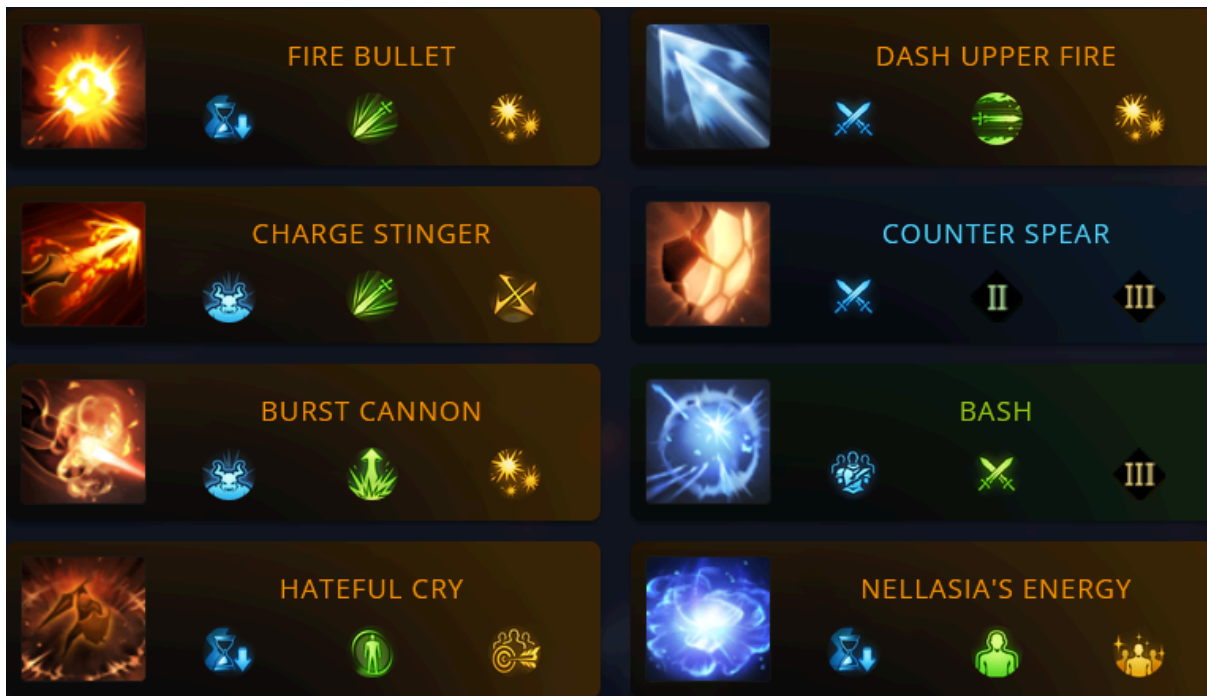 FIRE BULLET
DASH UPPER FIRE
CHARGE STINGER
COUNTER SPEAR
II III
BURST CANNON
BASH
III
HATEFUL CRY
NELLASIA'S ENERGY